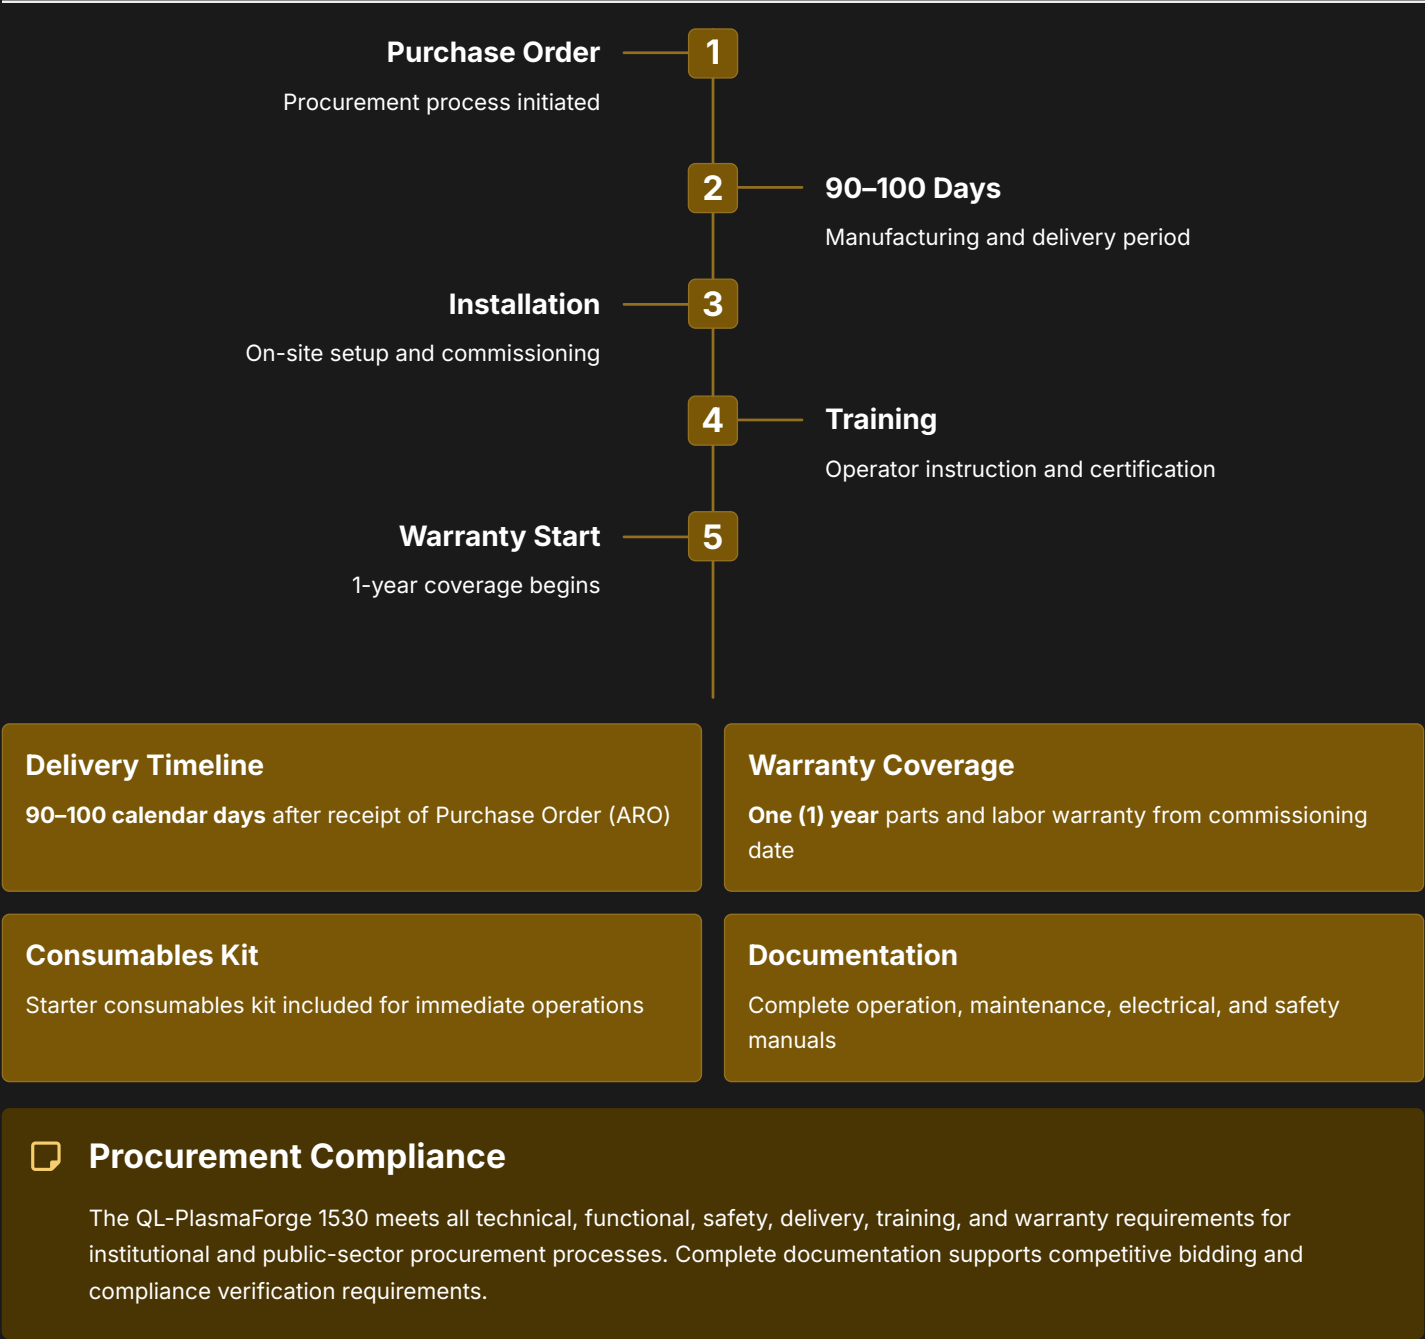 Purchase Order
1
Procurement process initiated
2
90–100 Days
Manufacturing and delivery period
Installation
3
On-site setup and commissioning
4
Training
Operator instruction and certification
Warranty Start
5
1-year coverage begins
Delivery Timeline
90–100 calendar days after receipt of Purchase Order (ARO)
Warranty Coverage
One (1) year parts and labor warranty from commissioning
date
Consumables Kit
Starter consumables kit included for immediate operations
Documentation
Complete operation, maintenance, electrical, and safety
manuals
Procurement Compliance
The QL-PlasmaForge 1530 meets all technical, functional, safety, delivery, training, and warranty requirements for
institutional and public-sector procurement processes. Complete documentation supports competitive bidding and
compliance verification requirements.